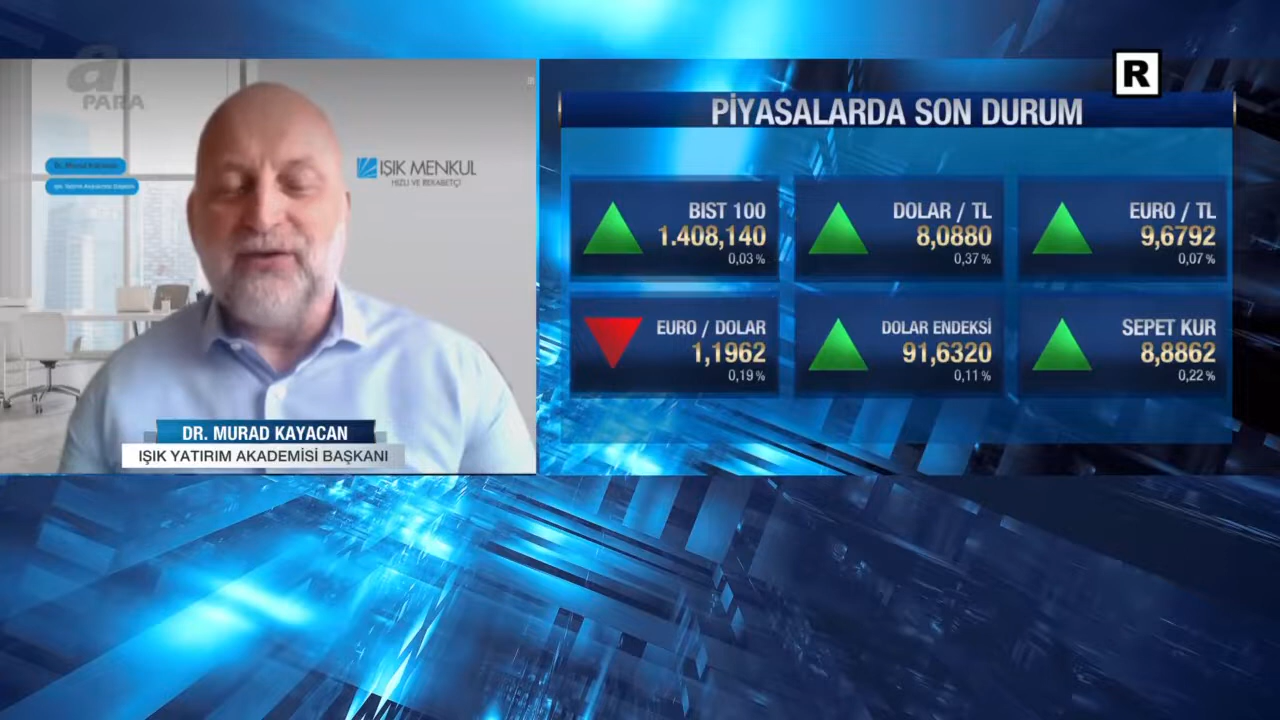 a
PARA
IŞIK MENKUL
HIZLI VE REKABETÇİ
DR. MURAD KAYACAN
IŞIK YATIRIM AKADEMİSİ BAŞKANI
R
PİYASALARDA SON DURUM
BIST 100
1.408,140
0,03 %
DOLAR / TL
8,0880
0,37 %
EURO / TL
9,6792
0,07 %
EURO / DOLAR
1,1962
0,19 %
DOLAR ENDEKSİ
91,6320
0,11 %
SEPET KUR
8,8862
0,22 %